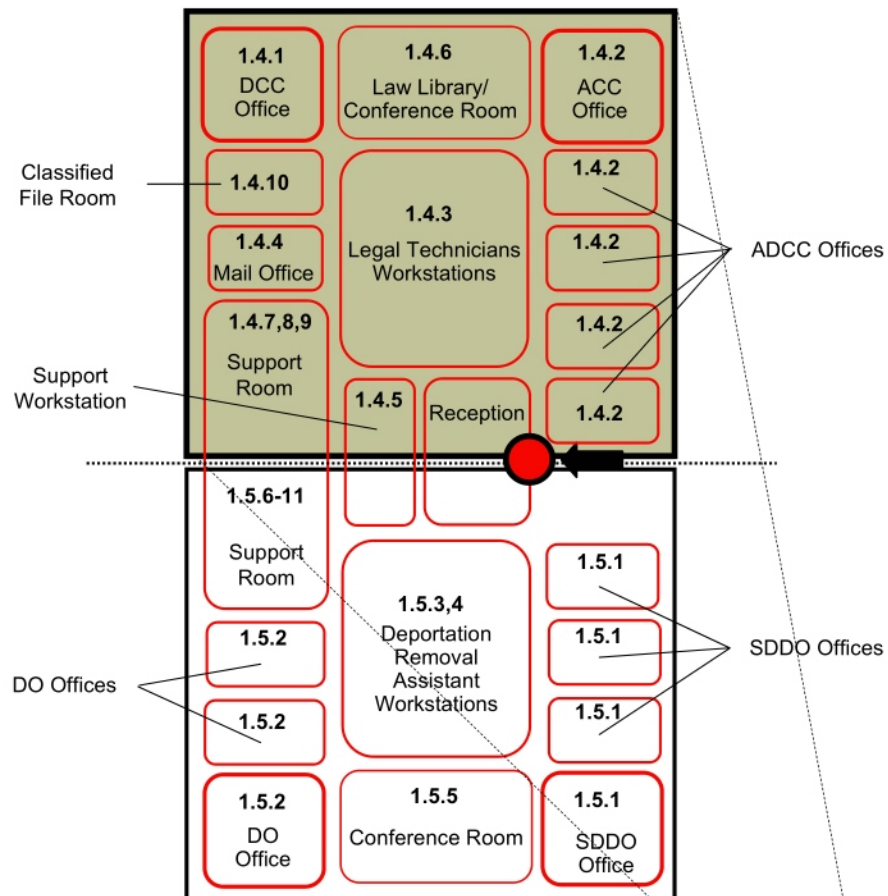 1.4.1
DCC
Office
1.4.6
Law Library/
Conference Room
1.4.2
ACC
Office
Classified
File Room
1.4.10
1.4.2
1.4.4
Mail Office
1.4.3
Legal Technicians
Workstations
1.4.2
ADCC Offices
1.4.7,8,9
Support
Room
1.4.2
Support
Workstation
1.4.5
Reception
1.4.2
1.5.6-11
Support
Room
1.5.3,4
Deportation
Removal
Assistant
Workstations
1.5.1
1.5.2
1.5.1
SDDO Offices
DO Offices
1.5.2
1.5.1
1.5.2
DO
Office
1.5.5
Conference Room
1.5.1
SDDO
Office